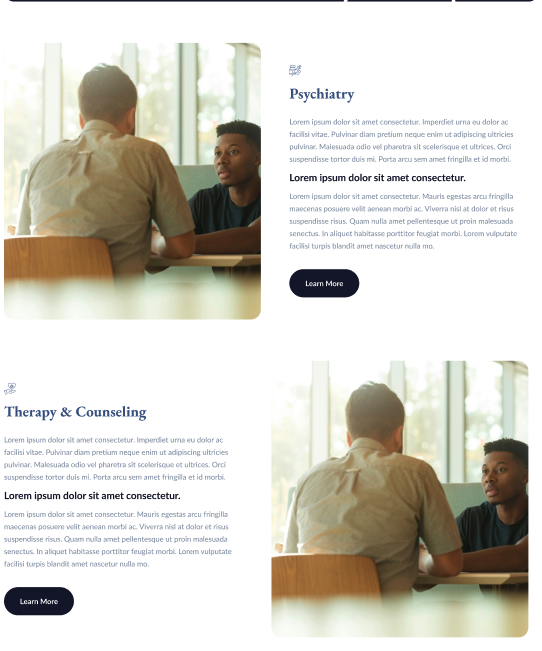 Psychiatry
Lorem ipsum dolor sit amet consectetur. Imperdiet urna eu dolor ac
facilisi vitae. Pulvinar diam pretium neque enim ut adipiscing ultricies
pulvinar. Malesuada odio vel pharetra sit scelerisque et ultrices. Orci
suspendisse tortor duis mi. Porta arcu sem amet fringilla et id morbi.
Lorem ipsum dolor sit amet consectetur.
Lorem ipsum dolor sit amet consectetur. Mauris egestas arcu fringilla
maecenas posuere velit aenean morbi ac. Viverra nisl at dolor et risus
suspendisse risus. Quam nulla amet pellentesque ut proin malesuada
senectus. In aliquet habitasse porttitor feugiat morbi. Lorem vulputate
facilisi turpis blandit amet nascetur nulla mo.
Learn More
Therapy & Counseling
Lorem ipsum dolor sit amet consectetur. Imperdiet urna eu dolor ac
facilisi vitae. Pulvinar diam pretium neque enim ut adipiscing ultricies
pulvinar. Malesuada odio vel pharetra sit scelerisque et ultrices. Orci
suspendisse tortor duis mi. Porta arcu sem amet fringilla et id morbi.
Lorem ipsum dolor sit amet consectetur.
Lorem ipsum dolor sit amet consectetur. Mauris egestas arcu fringilla
maecenas posuere velit aenean morbi ac. Viverra nisl at dolor et risus
suspendisse risus. Quam nulla amet pellentesque ut proin malesuada
senectus. In aliquet habitasse porttitor feugiat morbi. Lorem vulputate
facilisi turpis blandit amet nascetur nulla mo.
Learn More